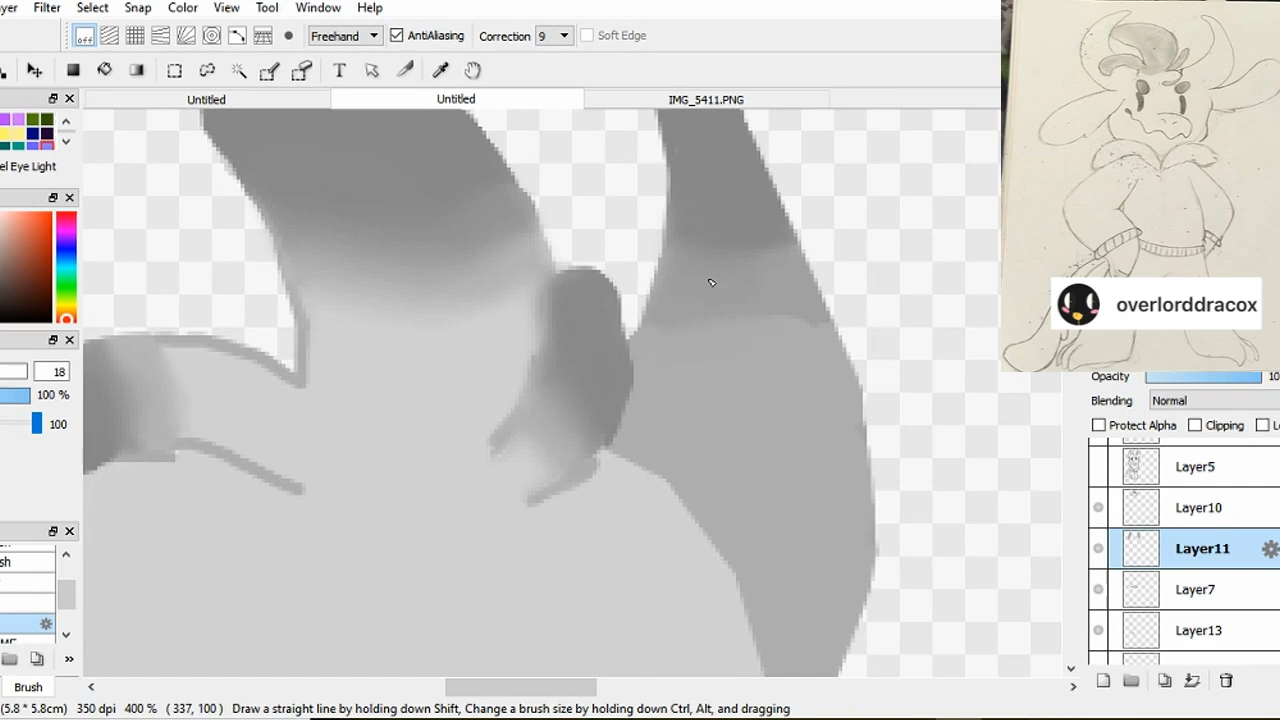 Filter Select Snap Color View Tool Window Help
off Freehand AntiAliasing Correction 9 Soft Edge
T
Untitled Untitled IMG_5411.PNG
el Eye Light
18
100 %
100
overlorddracox
Opacity 10
Blending Normal
Protect Alpha Clipping
Layer5
Layer10
Layer11
Layer7
Layer13
Brush
(5.8 * 5.8cm) 350 dpi 400 % ( 337, 100 ) Draw a straight line by holding down Shift, Change a brush size by holding down Ctrl, Alt, and dragging